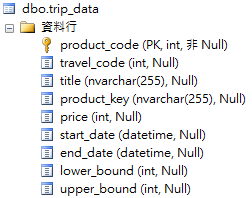 dbo.trip_data
資料行
product_code (PK, int, 非 Null)
travel_code (int, Null)
title (nvarchar(255), Null)
product_key (nvarchar(255), Null)
price (int, Null)
start_date (datetime, Null)
end_date (datetime, Null)
lower_bound (int, Null)
upper_bound (int, Null)